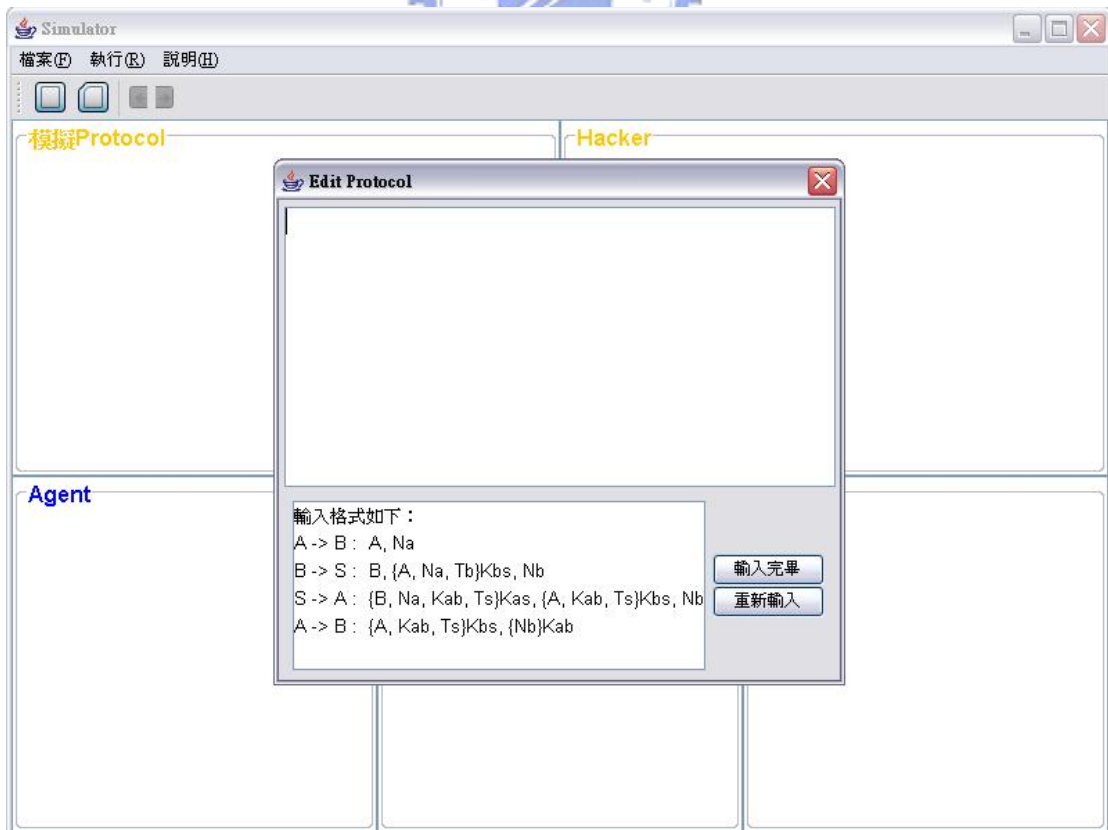 Simulator
檔案(F) 執行(R) 說明(H)
模擬Protocol
Hacker
Edit Protocol
輸入格式如下：
A -> B : A, Na
B -> S : B, {A, Na, Tb}Kbs, Nb
S -> A : {B, Na, Kab, Ts}Kas, {A, Kab, Ts}Kbs, Nb
A -> B : {A, Kab, Ts}Kbs, {Nb}Kab
輸入完畢
重新輸入
Agent